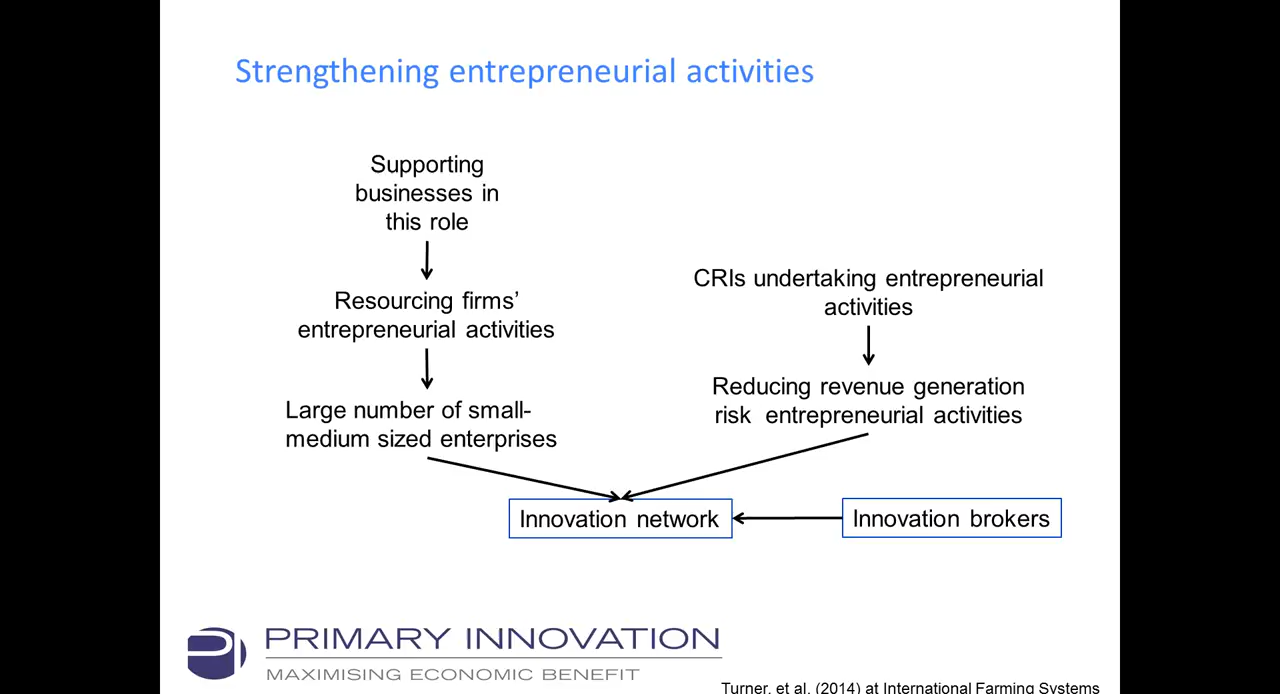 Strengthening entrepreneurial activities
Supporting
businesses in
this role
Resourcing firms’
entrepreneurial activities
Large number of small-
medium sized enterprises
CRIs undertaking entrepreneurial
activities
Reducing revenue generation
risk entrepreneurial activities
Innovation network
Innovation brokers
PRIMARY INNOVATION
MAXIMISING ECONOMIC BENEFIT
Turner, et al. (2014) at International Farming Systems